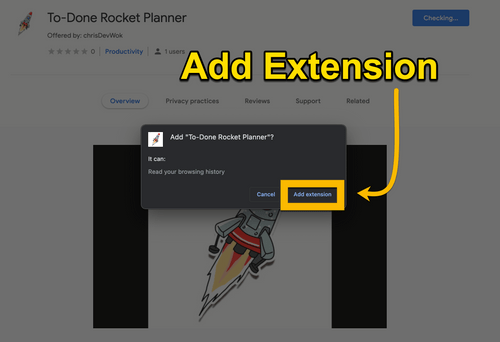 To-Done Rocket Planner
Checking...
Offered by: chrisDevWok
0 Productivity 1 users
Add Extension
Overview Privacy practices Reviews Support Related
Add "To-Done Rocket Planner"?
It can:
Read your browsing history
Cancel Add extension